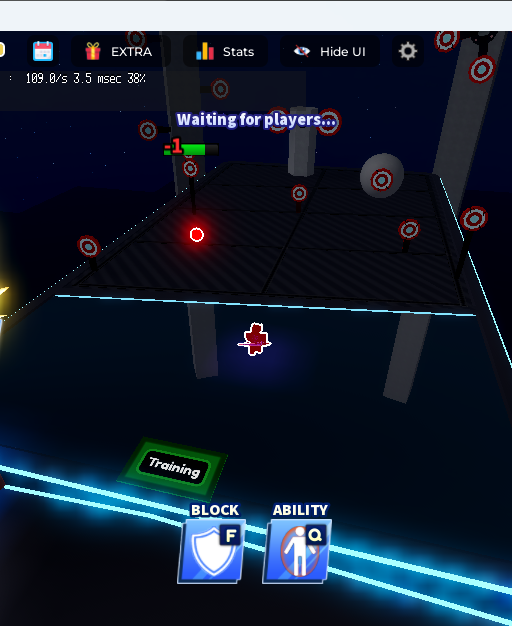 EXTRA
Stats
Hide UI
: 109.0/s 3.5 msec 38%
Waiting for players...
-1
Training
BLOCK
ABILITY
F
Q